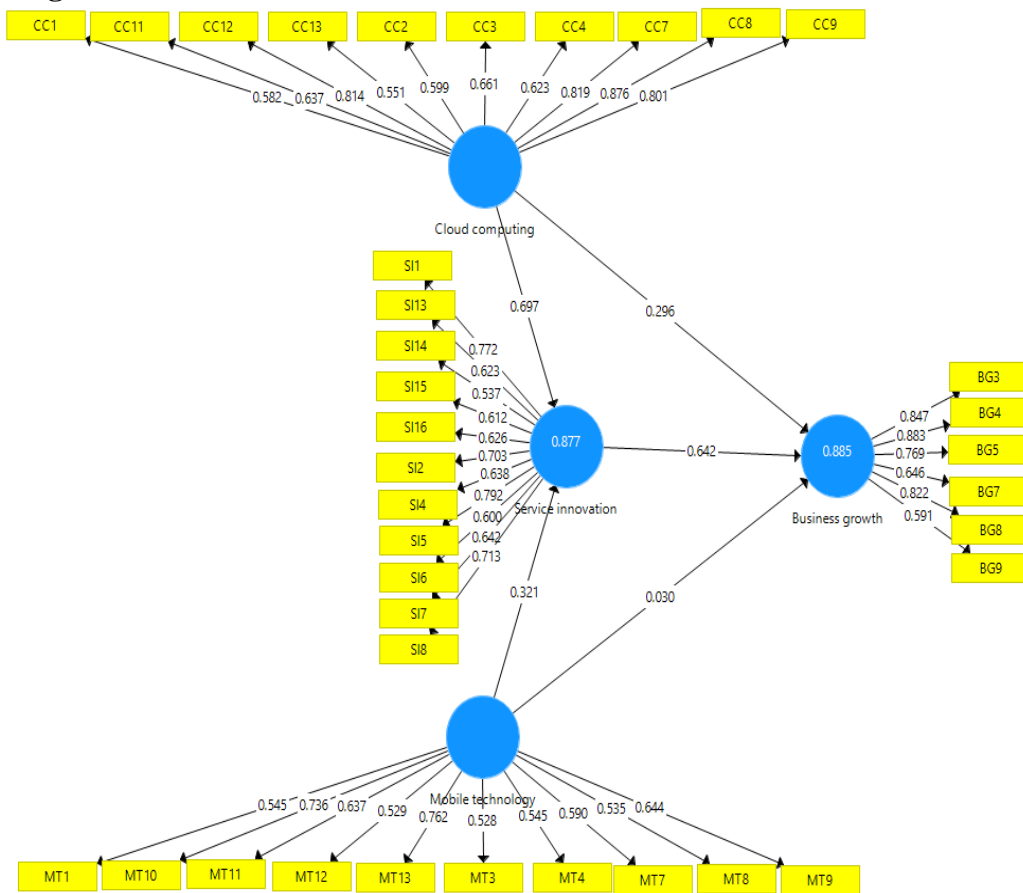 CC1 CC11 CC12 CC13 CC2 CC3 CC4 CC7 CC8 CC9
0.582 0.637 0.814 0.551 0.599 0.661 0.623 0.819 0.876 0.801
Cloud computing
SI1
SI13
SI14
SI15
SI16
SI2
SI4
SI5
SI6
SI7
SI8
0.772
0.623
0.537
0.612
0.626
0.703
0.638
0.792
0.600
0.642
0.713
0.697
0.296
0.877
Service innovation
0.642
0.885
Business growth
0.847
0.883
0.769
0.646
0.822
0.591
BG3
BG4
BG5
BG7
BG8
BG9
0.321
0.030
Mobile technology
0.545 0.736 0.637 0.529 0.762 0.528 0.545 0.590 0.535 0.644
MT1 MT10 MT11 MT12 MT13 MT3 MT4 MT7 MT8 MT9